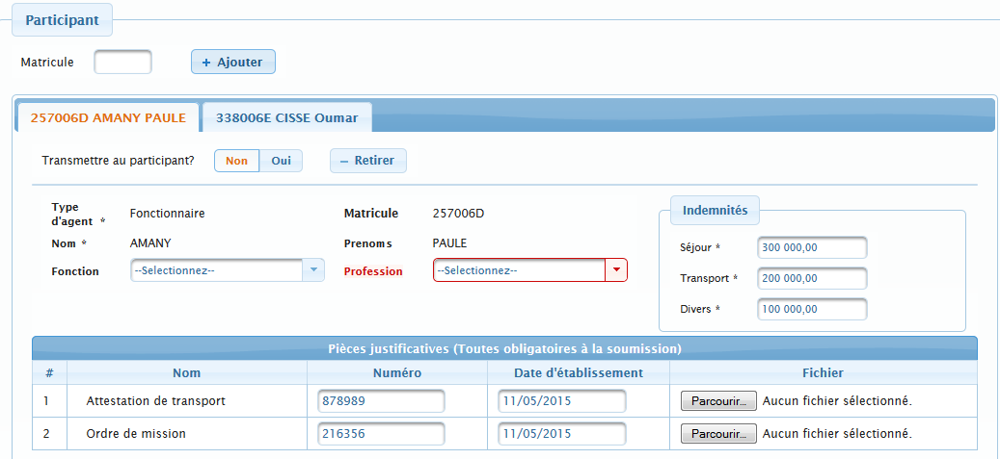 Participant
Matricule + Ajouter
257006D AMANY PAULE 338006E CISSE Oumar
Transmettre au participant? Non Oui – Retirer
Type d'agent * Fonctionnaire Matricule 257006D
Nom * AMANY Prenoms PAULE
Fonction --Selectionnez-- Profession --Selectionnez--
Indemnités
Séjour * 300 000,00
Transport * 200 000,00
Divers * 100 000,00
Pièces justificatives (Toutes obligatoires à la soumission)
# Nom Numéro Date d'établissement Fichier
1 Attestation de transport 878989 11/05/2015 Parcourir... Aucun fichier sélectionné.
2 Ordre de mission 216356 11/05/2015 Parcourir... Aucun fichier sélectionné.